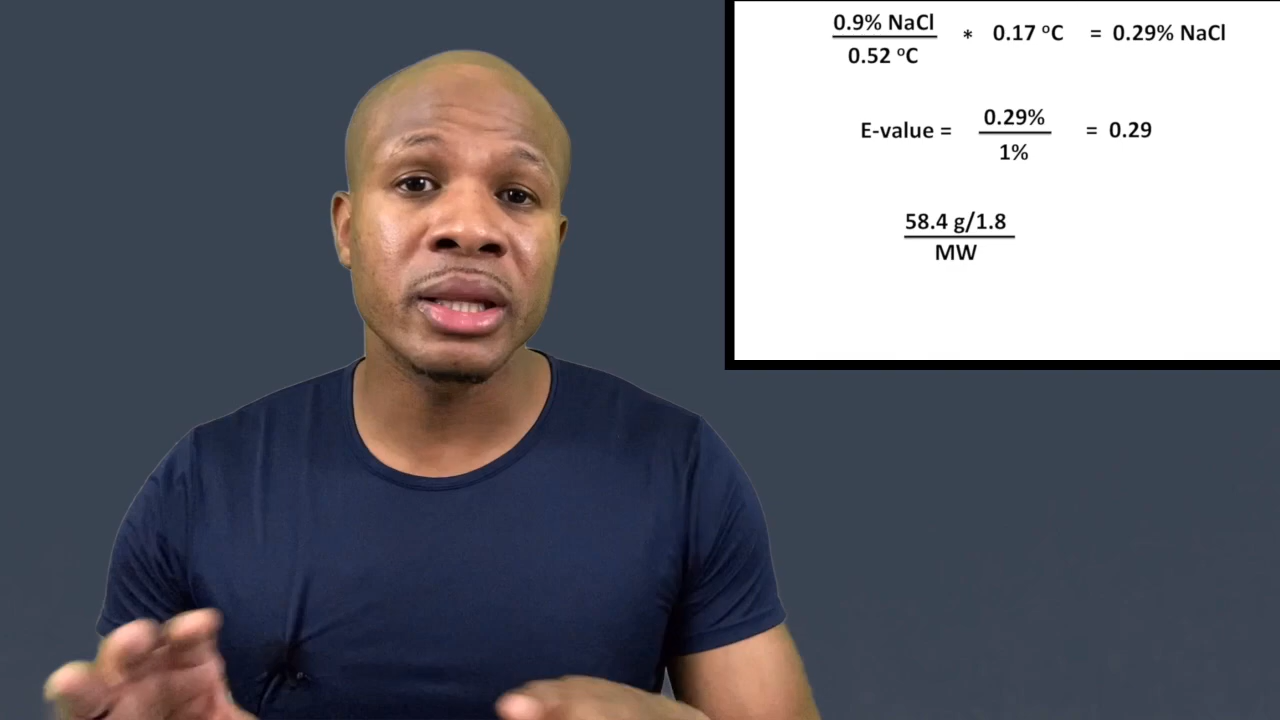 0.9% NaCl
0.52 °C
* 0.17 °C = 0.29% NaCl
E-value = 0.29% = 0.29
1%
58.4 g/1.8
MW